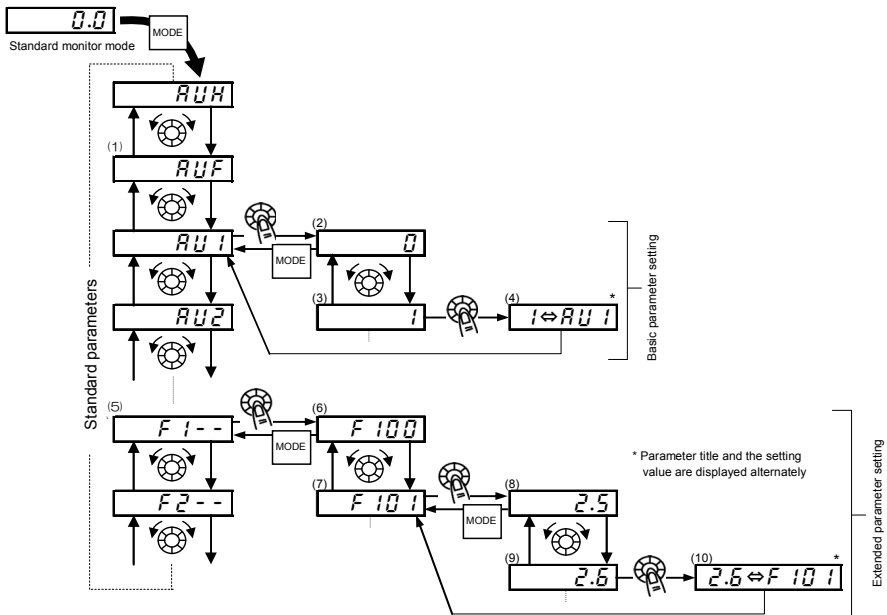 0.0
MODE
Standard monitor mode
AUH
(1)
AUF
(2)
AU1
MODE
0
(3)
(4)
*
AU2
1
1⇔AU1
Basic parameter setting
Standard parameters
(5)
(6)
F1--
MODE
F100
* Parameter title and the setting
value are displayed alternately
(7)
(8)
F2--
F101
MODE
2.5
(9)
(10)
*
2.6
2.6⇔F101
Extended parameter setting